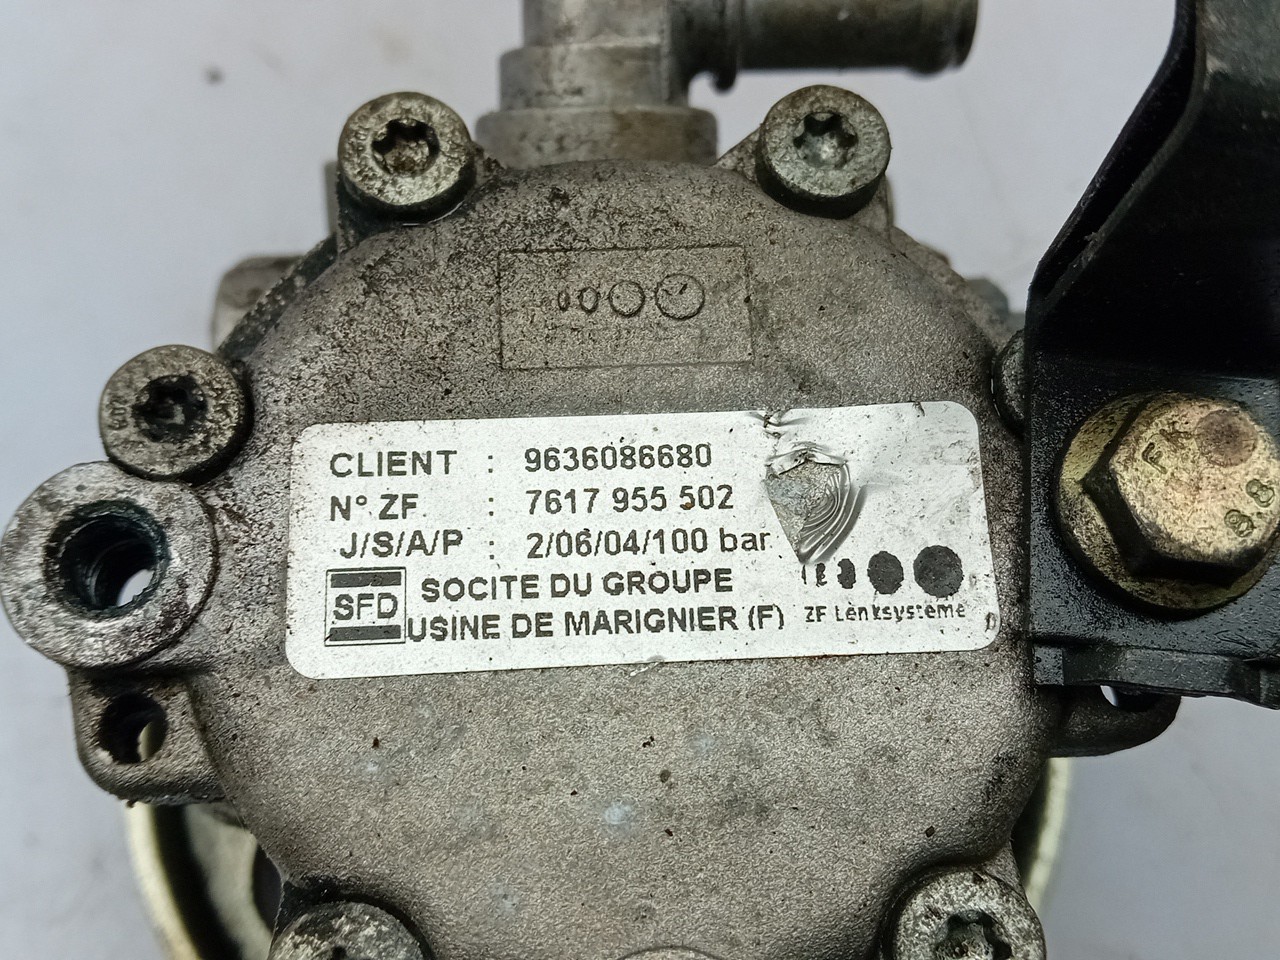 CLIENT : 9636086680
N° ZF : 7617 955 502
J/S/A/P : 2/06/04/100 bar
SFD SOCITE DU GROUPE
USINE DE MARIGNIER (F) ZF Lenksysteme
88